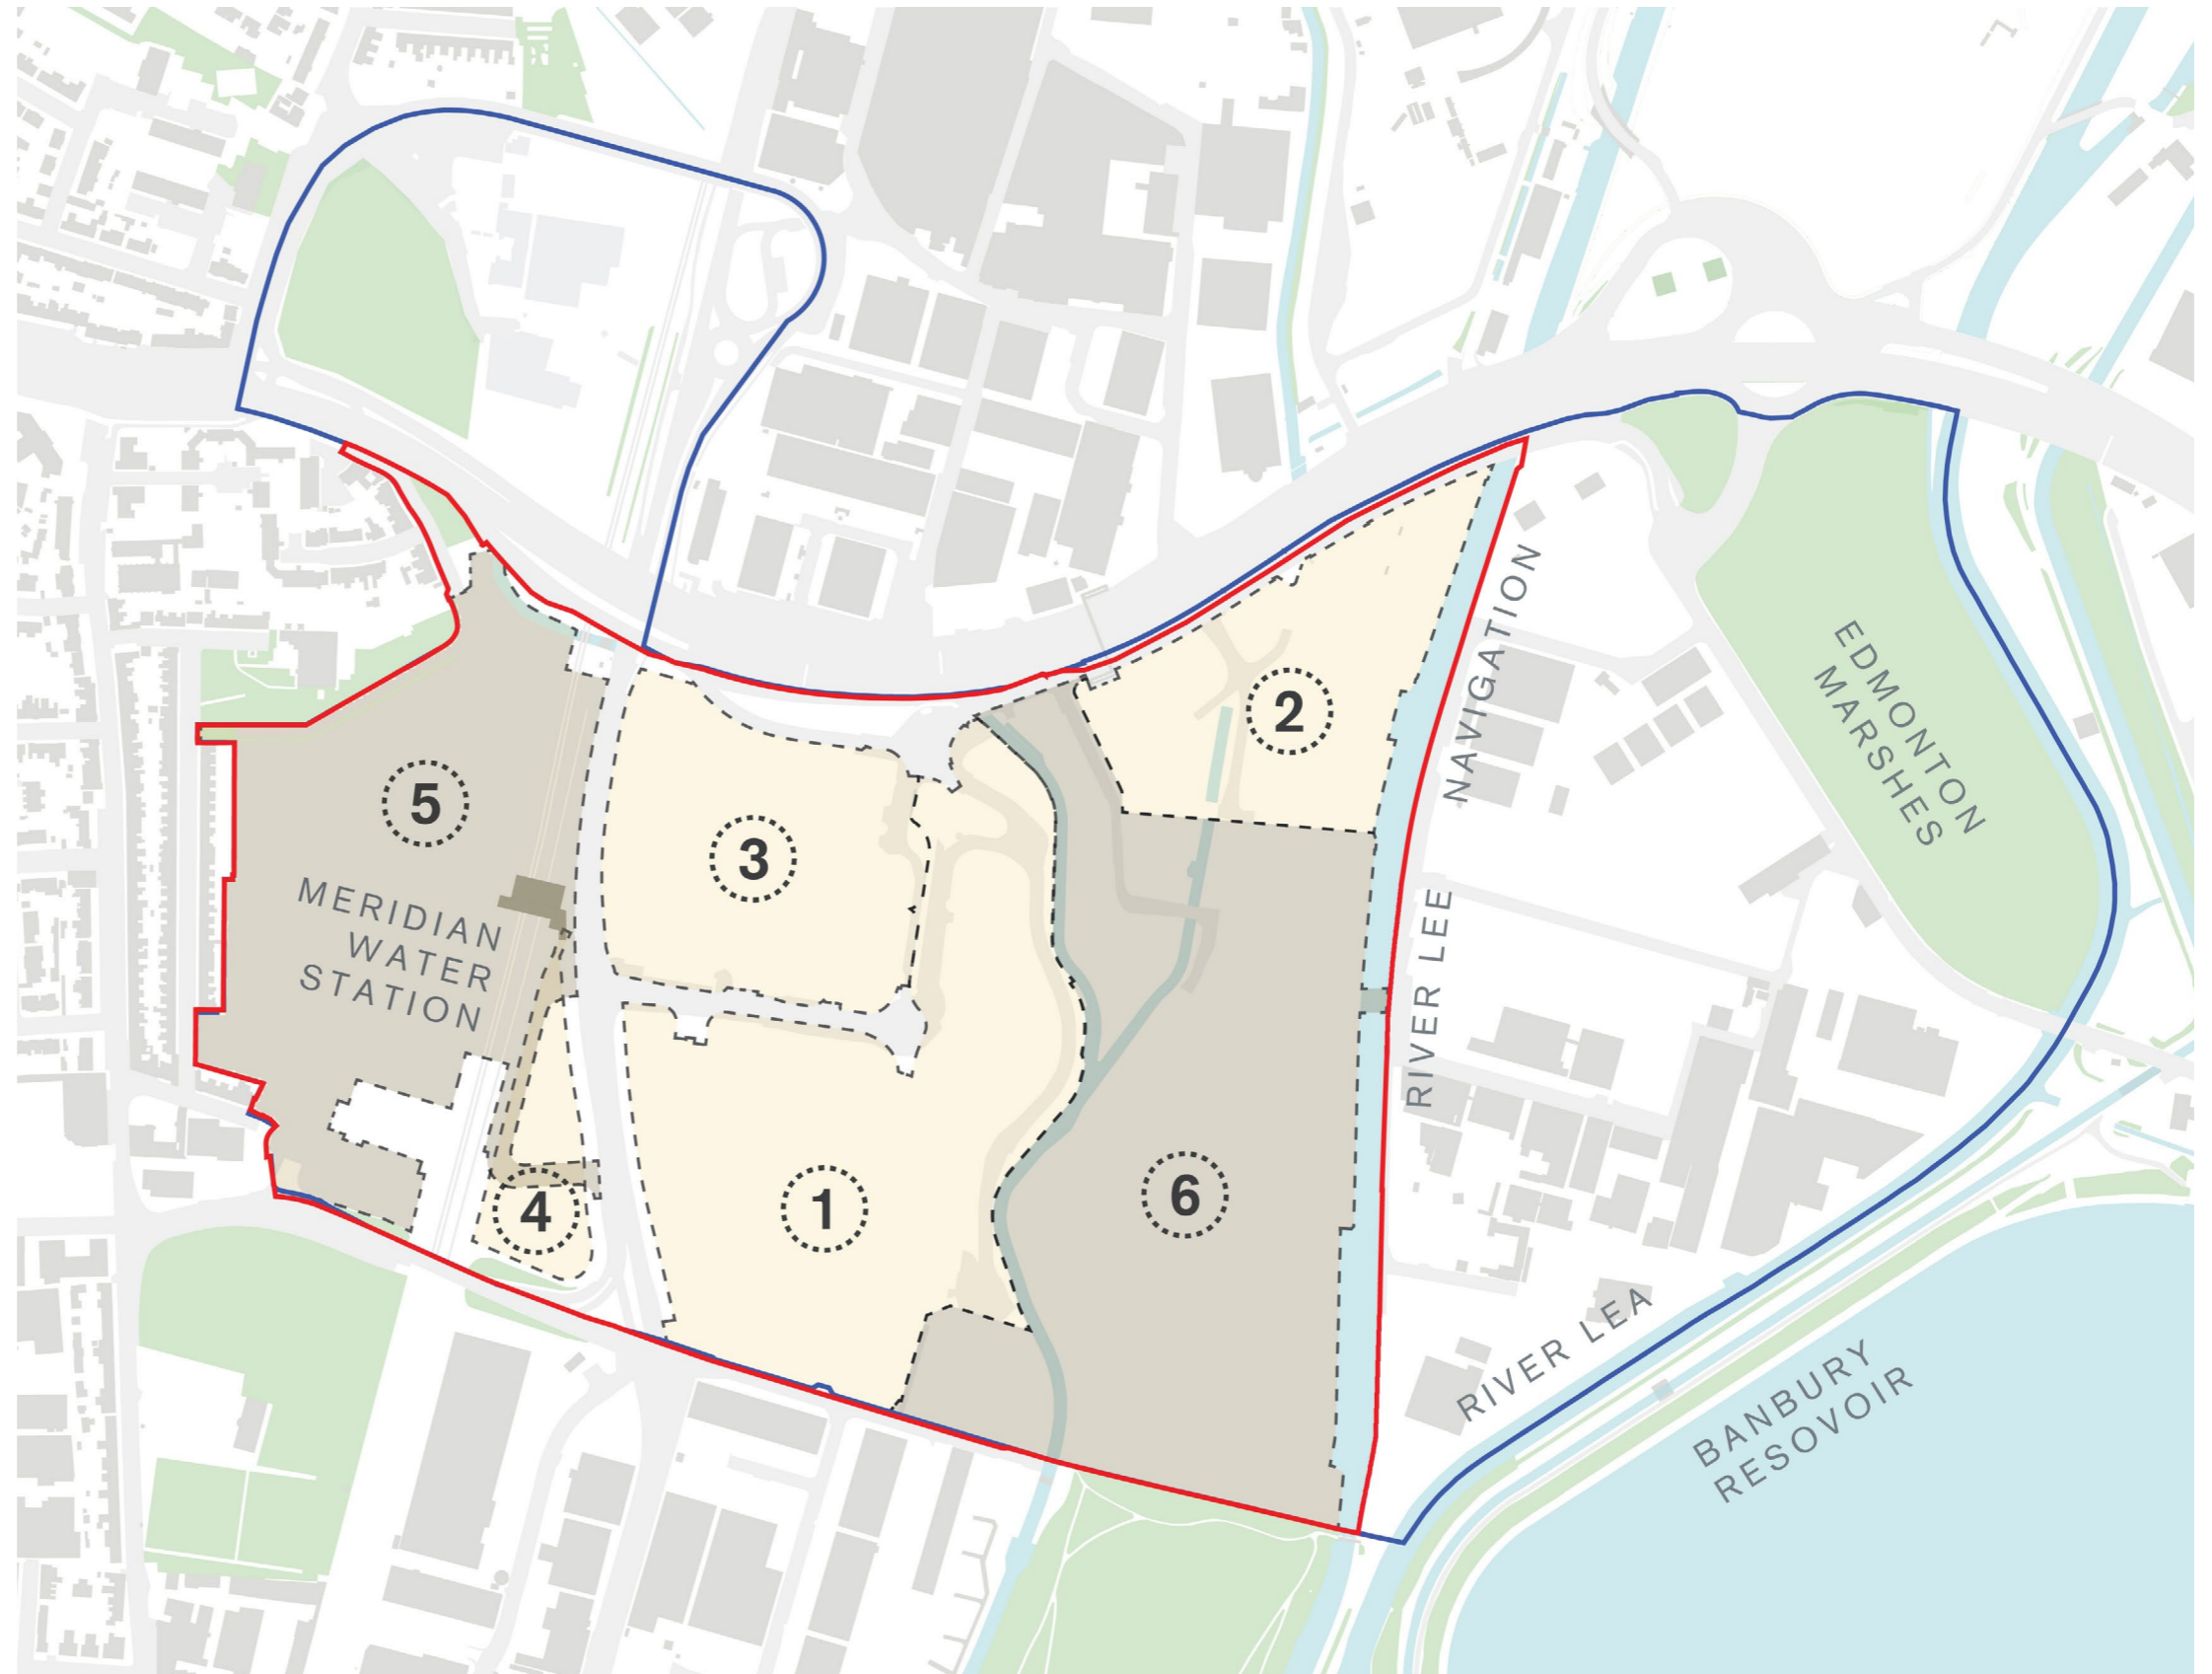 2
NAVIGATION
EDMONTON
MARSHES
5
3
MERIDIAN
WATER
STATION
RIVER LEE
4
1
6
RIVER LEA
BANBURY
RESOVOIR